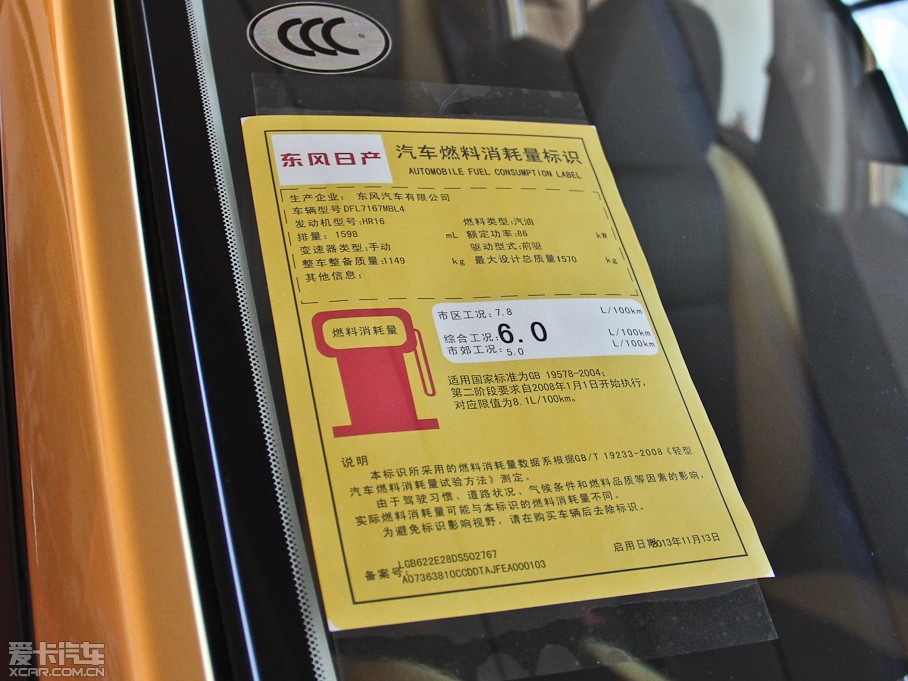 CCC
东风日产
汽车燃料消耗量标识
AUTOMOBILE FUEL CONSUMPTION LABEL
生产企业： 东风汽车有限公司
车辆型号DFL7167MBL4
发动机型号:HR16 燃料类型:汽油
排量： 1598 mL 额定功率:86 kW
变速器类型:手动 驱动型式:前驱
整车整备质量:1149 kg 最大设计总质量1570 kg
其他信息:
燃料消耗量
市区工况:7.8 L/100km
综合工况:6.0 L/100km
市郊工况:5.0 L/100km
适用国家标准为GB 19578-2004;
第二阶段要求自2008年1月1日开始执行,
对应限值为8.1L/100km。
说明
本标识所采用的燃料消耗量数据系根据GB/T 19233-2008《轻型
汽车燃料消耗量试验方法》测定。
由于驾驶习惯、道路状况、气候条件和燃料品质等因素的影响,
实际燃料消耗量可能与本标识的燃料消耗量不同。
为避免标识影响视野,请在购买车辆后去除标识。
LGB622E28DS502767
备案号: A07363810CCDDTAJFEA000103
启用日期2013年11月13日
爱卡汽车
XCAR.COM.CN